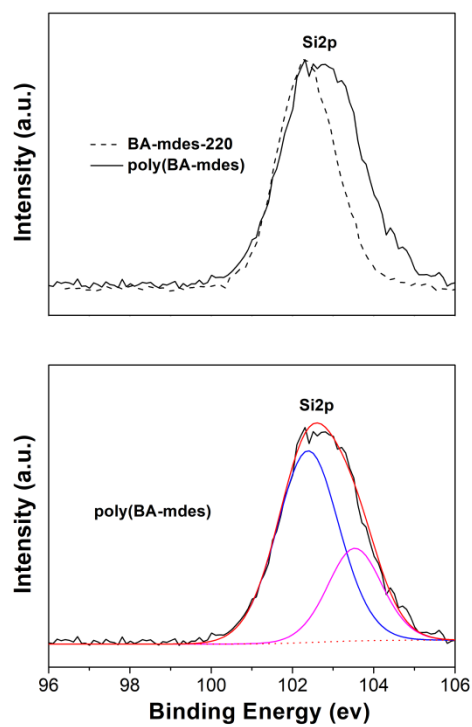 Si2p
Intensity (a.u.)
BA-mdes-220
poly(BA-mdes)
Si2p
Intensity (a.u.)
poly(BA-mdes)
96 98 100 102 104 106
Binding Energy (ev)